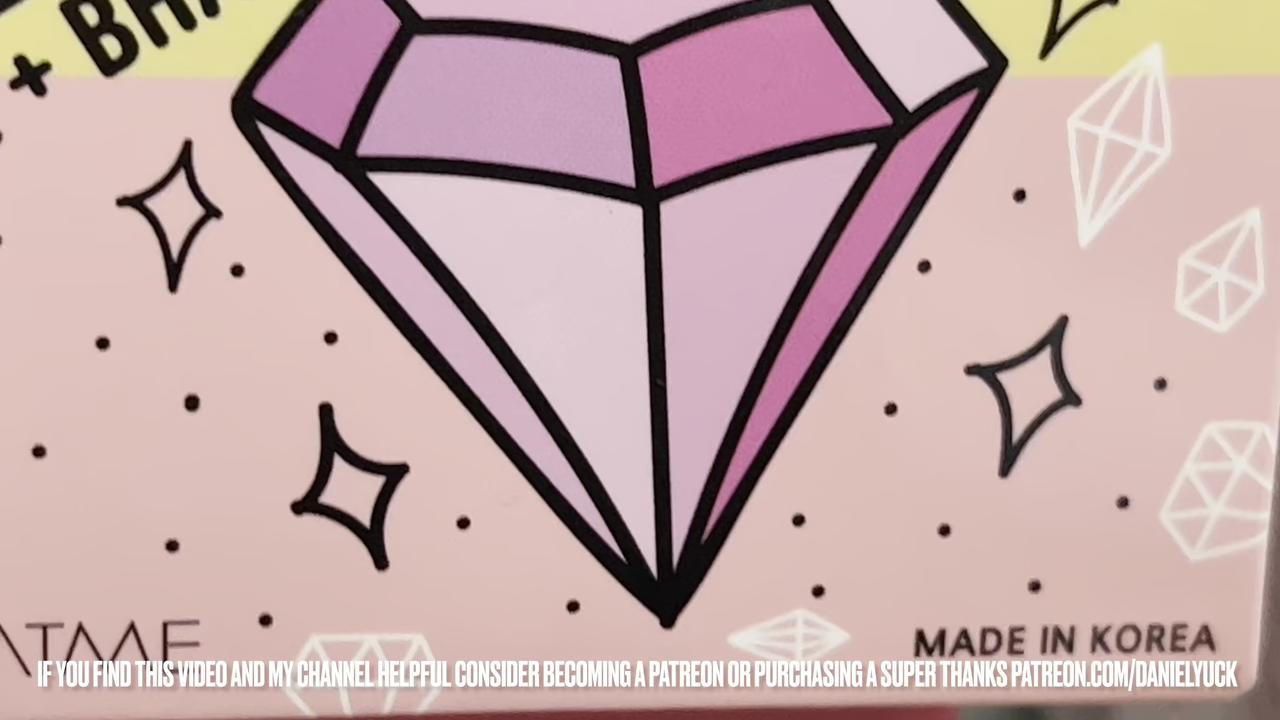 MADE IN KOREA
IF YOU FIND THIS VIDEO AND MY CHANNEL HELPFUL CONSIDER BECOMING A PATREON OR PURCHASING A SUPER THANKS PATREON.COM/DANIELYUCK